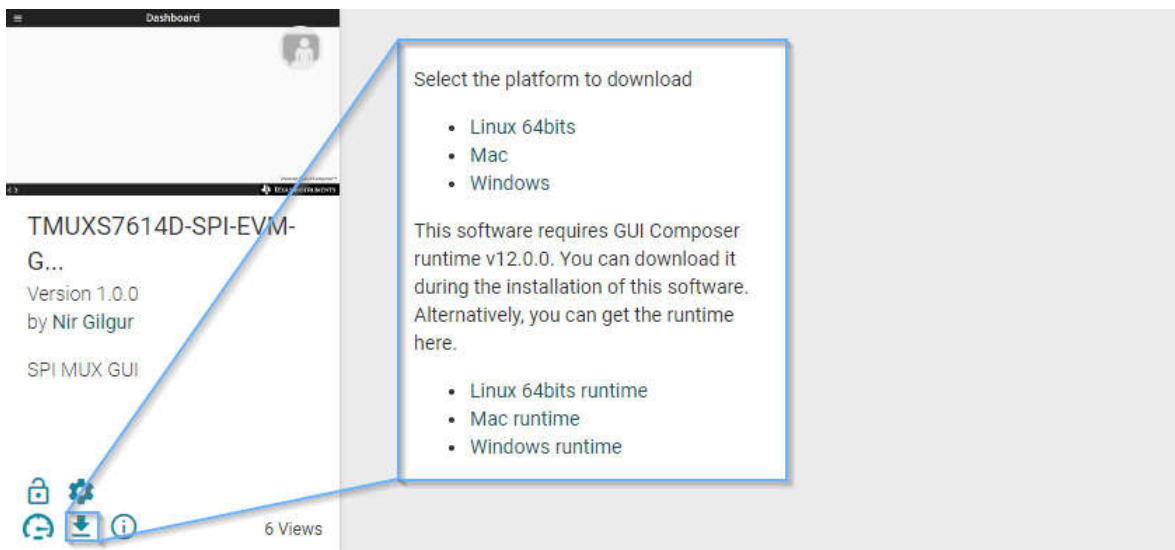 Dashboard
TEXAS INSTRUMENTS
TMUXS7614D-SPI-EVM-
G...
Version 1.0.0
by Nir Gilgur
SPI MUX GUI
6 Views
Select the platform to download
• Linux 64bits
• Mac
• Windows
This software requires GUI Composer
runtime v12.0.0. You can download it
during the installation of this software.
Alternatively, you can get the runtime
here.
• Linux 64bits runtime
• Mac runtime
• Windows runtime